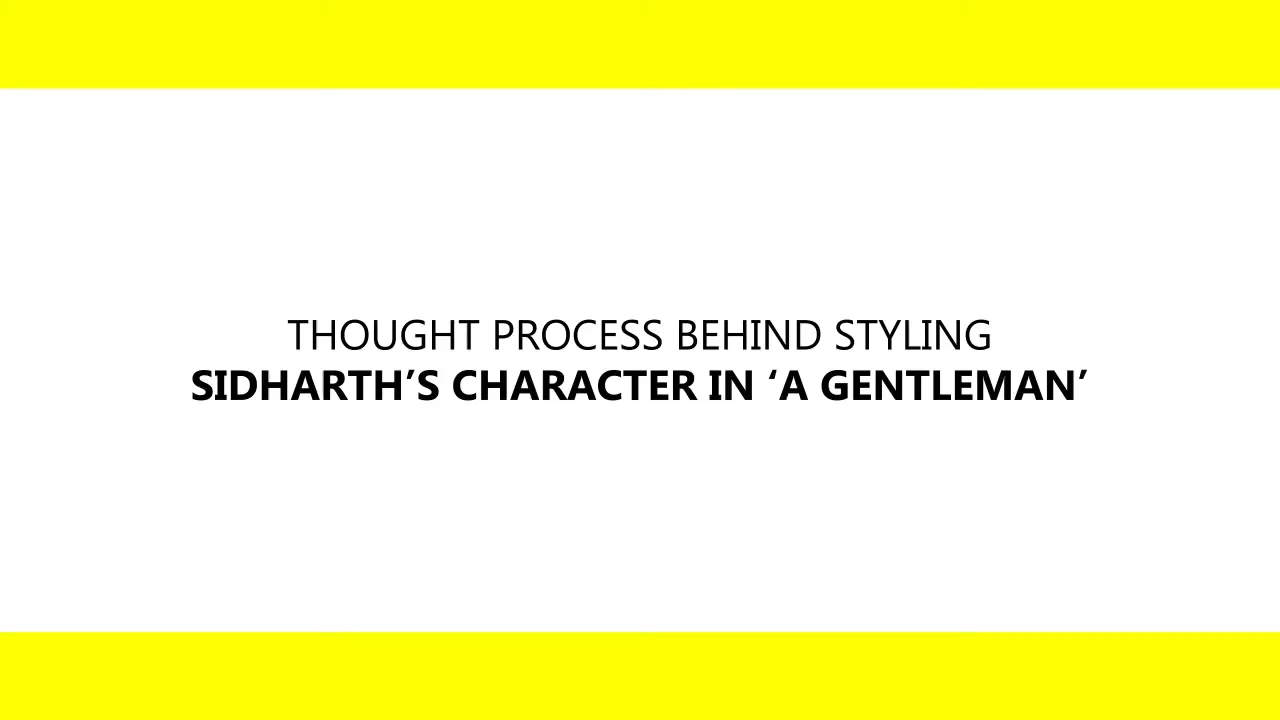 THOUGHT PROCESS BEHIND STYLING
SIDHARTH’S CHARACTER IN ‘A GENTLEMAN’